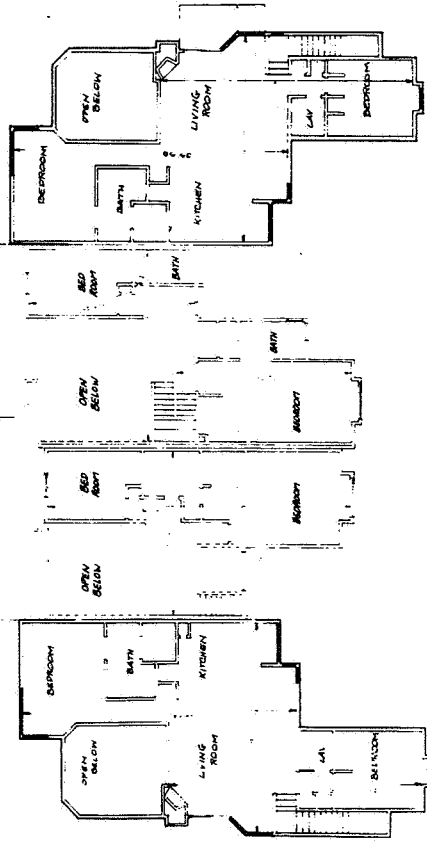 OPEN
BELOW
LIVING
ROOM
BEDROOM
LAV
BEDROOM
BATH
KITCHEN
BED
ROOM
BATH
BATH
OPEN
BELOW
BEDROOM
BED
ROOM
BEDROOM
OPEN
BELOW
BEDROOM
BATH
KITCHEN
OPEN
BELOW
LIVING
ROOM
LAV
BEDROOM